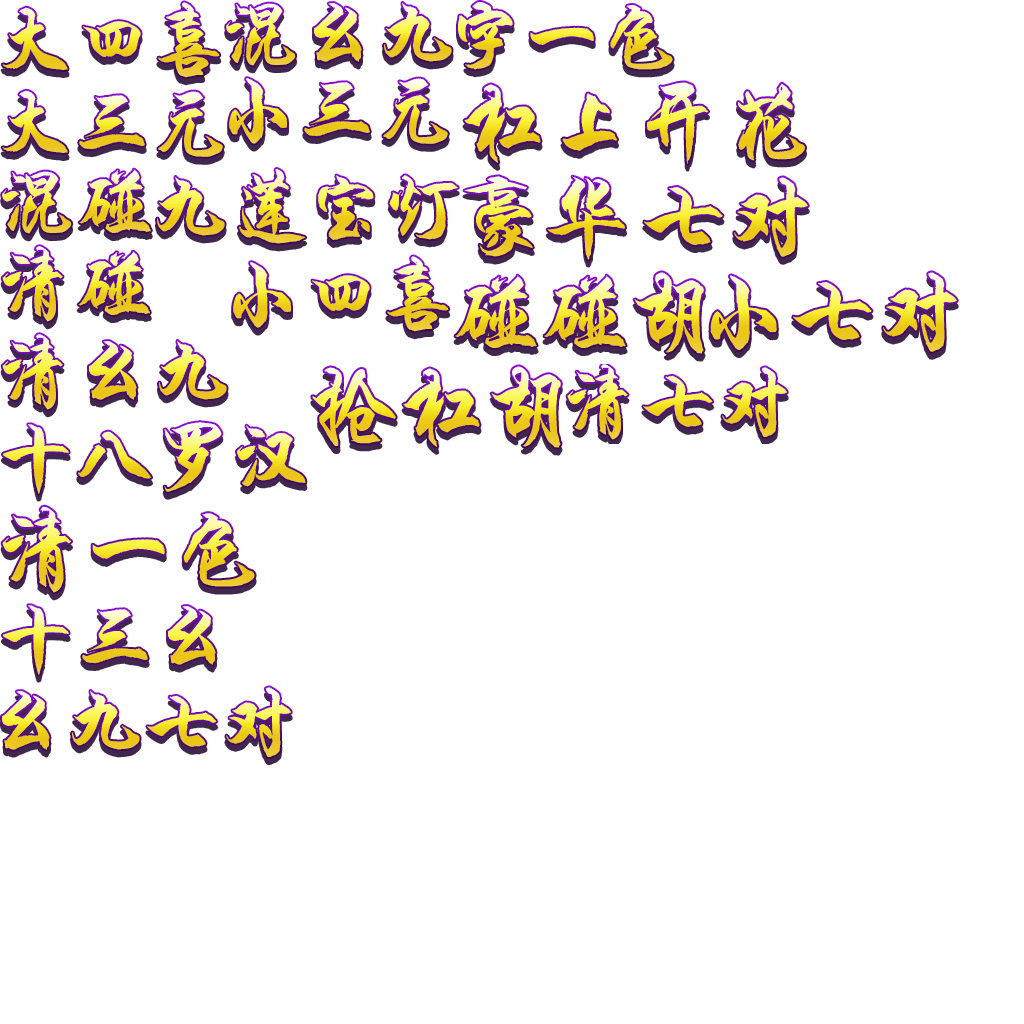 大四喜混幺九字一色
大三元小三元杠上开花
混碰九莲宝灯豪华七对
清碰 小四喜碰碰胡小七对
清幺九 抢杠胡清七对
十八罗汉
清一色
十三幺
幺九七对